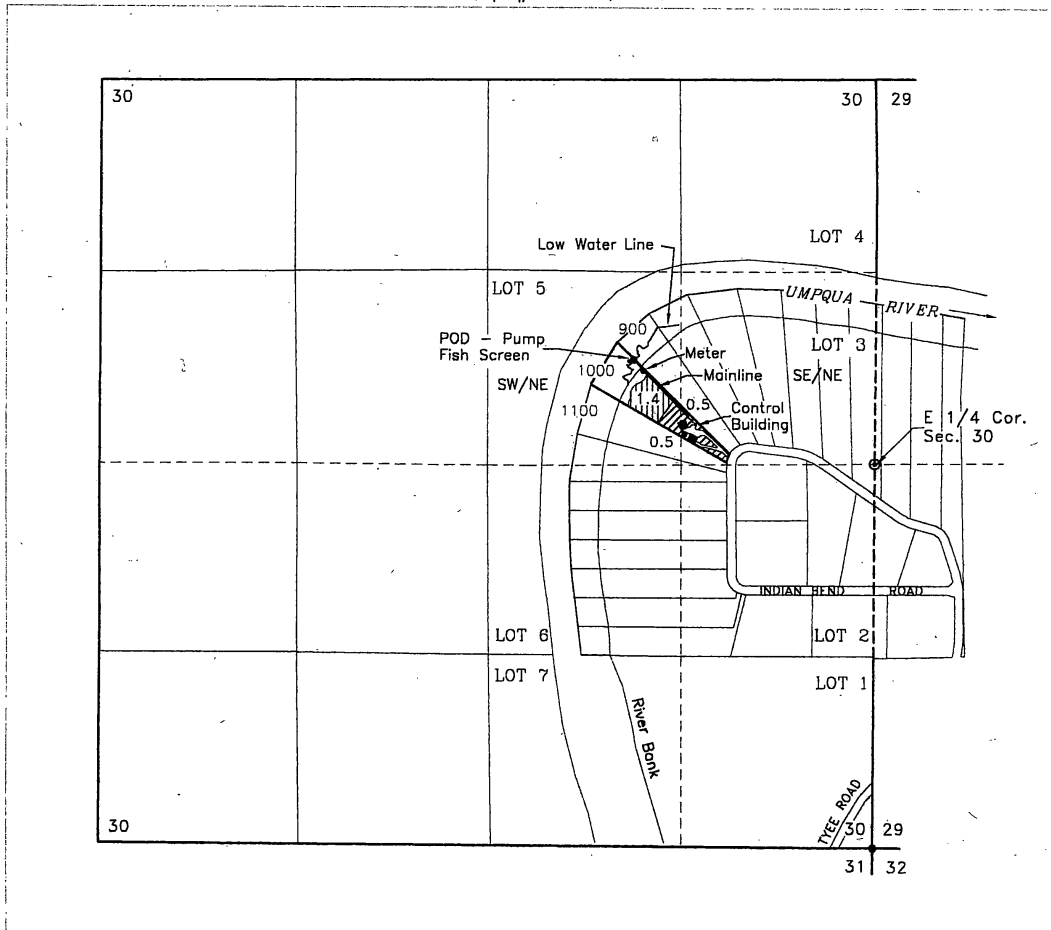 30
30 29
LOT 4
Low Water Line
LOT 5
UMPQUA RIVER
900
LOT 3
POD - Pump
Fish Screen
Meter
1000
Mainline
SW/NE
SE/NE
1.4
0.5
1100
Control
Building
E 1/4 Cor.
Sec. 30
0.5
INDIAN BEND ROAD
LOT 6
LOT 2
LOT 7
LOT 1
River Bank
TYEE ROAD
30
30 29
31 32